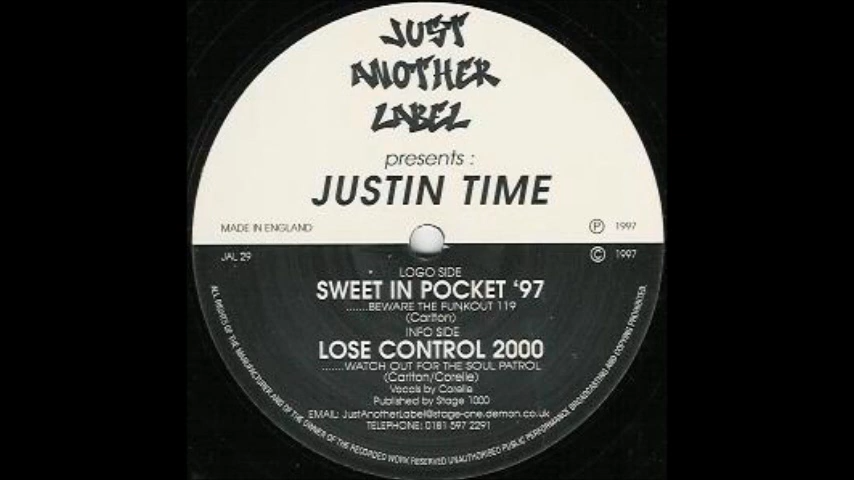 JUST
ANOTHER
LABEL
presents :
JUSTIN TIME
MADE IN ENGLAND
Ⓟ 1997
JAL 29
© 1997
LOGO SIDE
SWEET IN POCKET '97
.......BEWARE THE FUNKOUT 119
(Carlton)
INFO SIDE
LOSE CONTROL 2000
.......WATCH OUT FOR THE SOUL PATROL
(Carlton/Corelle)
Vocals by Corelle
Published by Stage 1000
EMAIL: JustAnotherLabel@stage-one.demon.co.uk
TELEPHONE: 0181 597 2291
ALL RIGHTS OF THE MANUFACTURER AND OF THE OWNER OF THE RECORDED WORK RESERVED UNAUTHORISED PUBLIC PERFORMANCE BROADCASTING AND COPYING PROHIBITED.